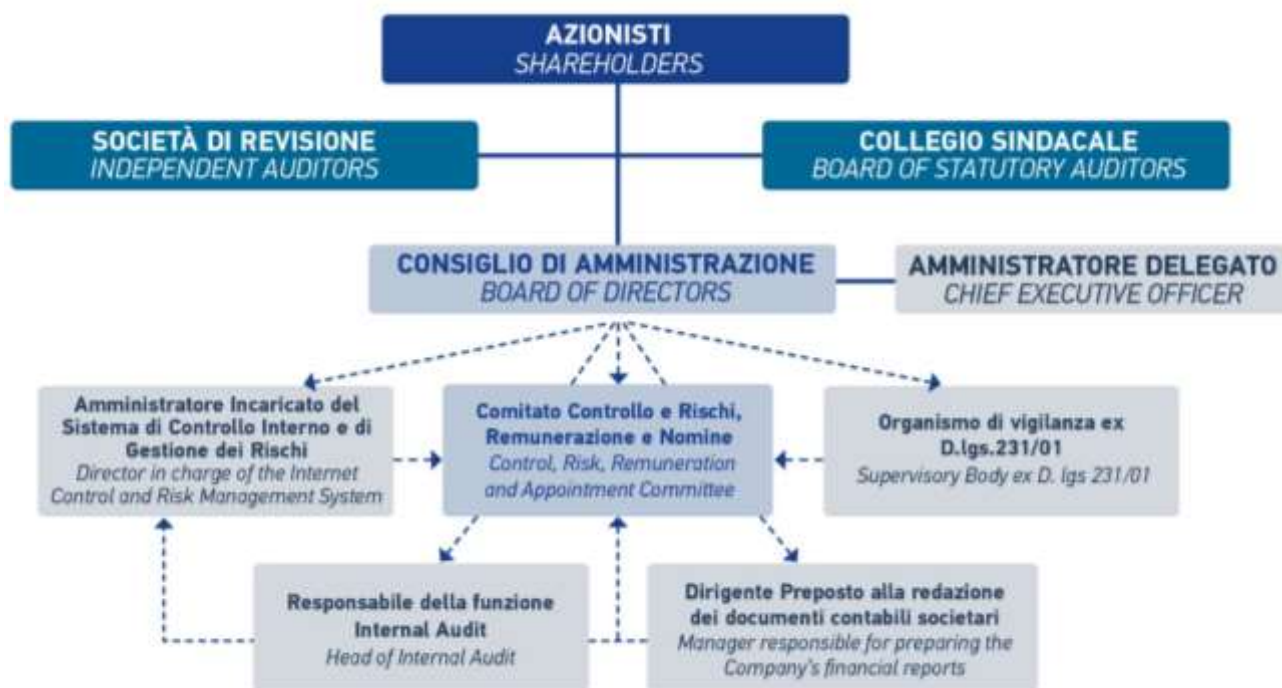 AZIONISTI
SHAREHOLDERS
SOCIETÀ DI REVISIONE
INDEPENDENT AUDITORS
COLLEGIO SINDACALE
BOARD OF STATUTORY AUDITORS
CONSIGLIO DI AMMINISTRAZIONE
BOARD OF DIRECTORS
AMMINISTRATORE DELEGATO
CHIEF EXECUTIVE OFFICER
Amministratore Incaricato del
Sistema di Controllo Interno e di
Gestione dei Rischi
Director in charge of the Internet
Control and Risk Management System
Comitato Controllo e Rischi,
Remunerazione e Nomine
Control, Risk, Remuneration
and Appointment Committee
Organismo di vigilanza ex
D.lgs.231/01
Supervisory Body ex D. lgs 231/01
Responsabile della funzione
Internal Audit
Head of Internal Audit
Dirigente Preposto alla redazione
dei documenti contabili societari
Manager responsible for preparing the
Company's financial reports